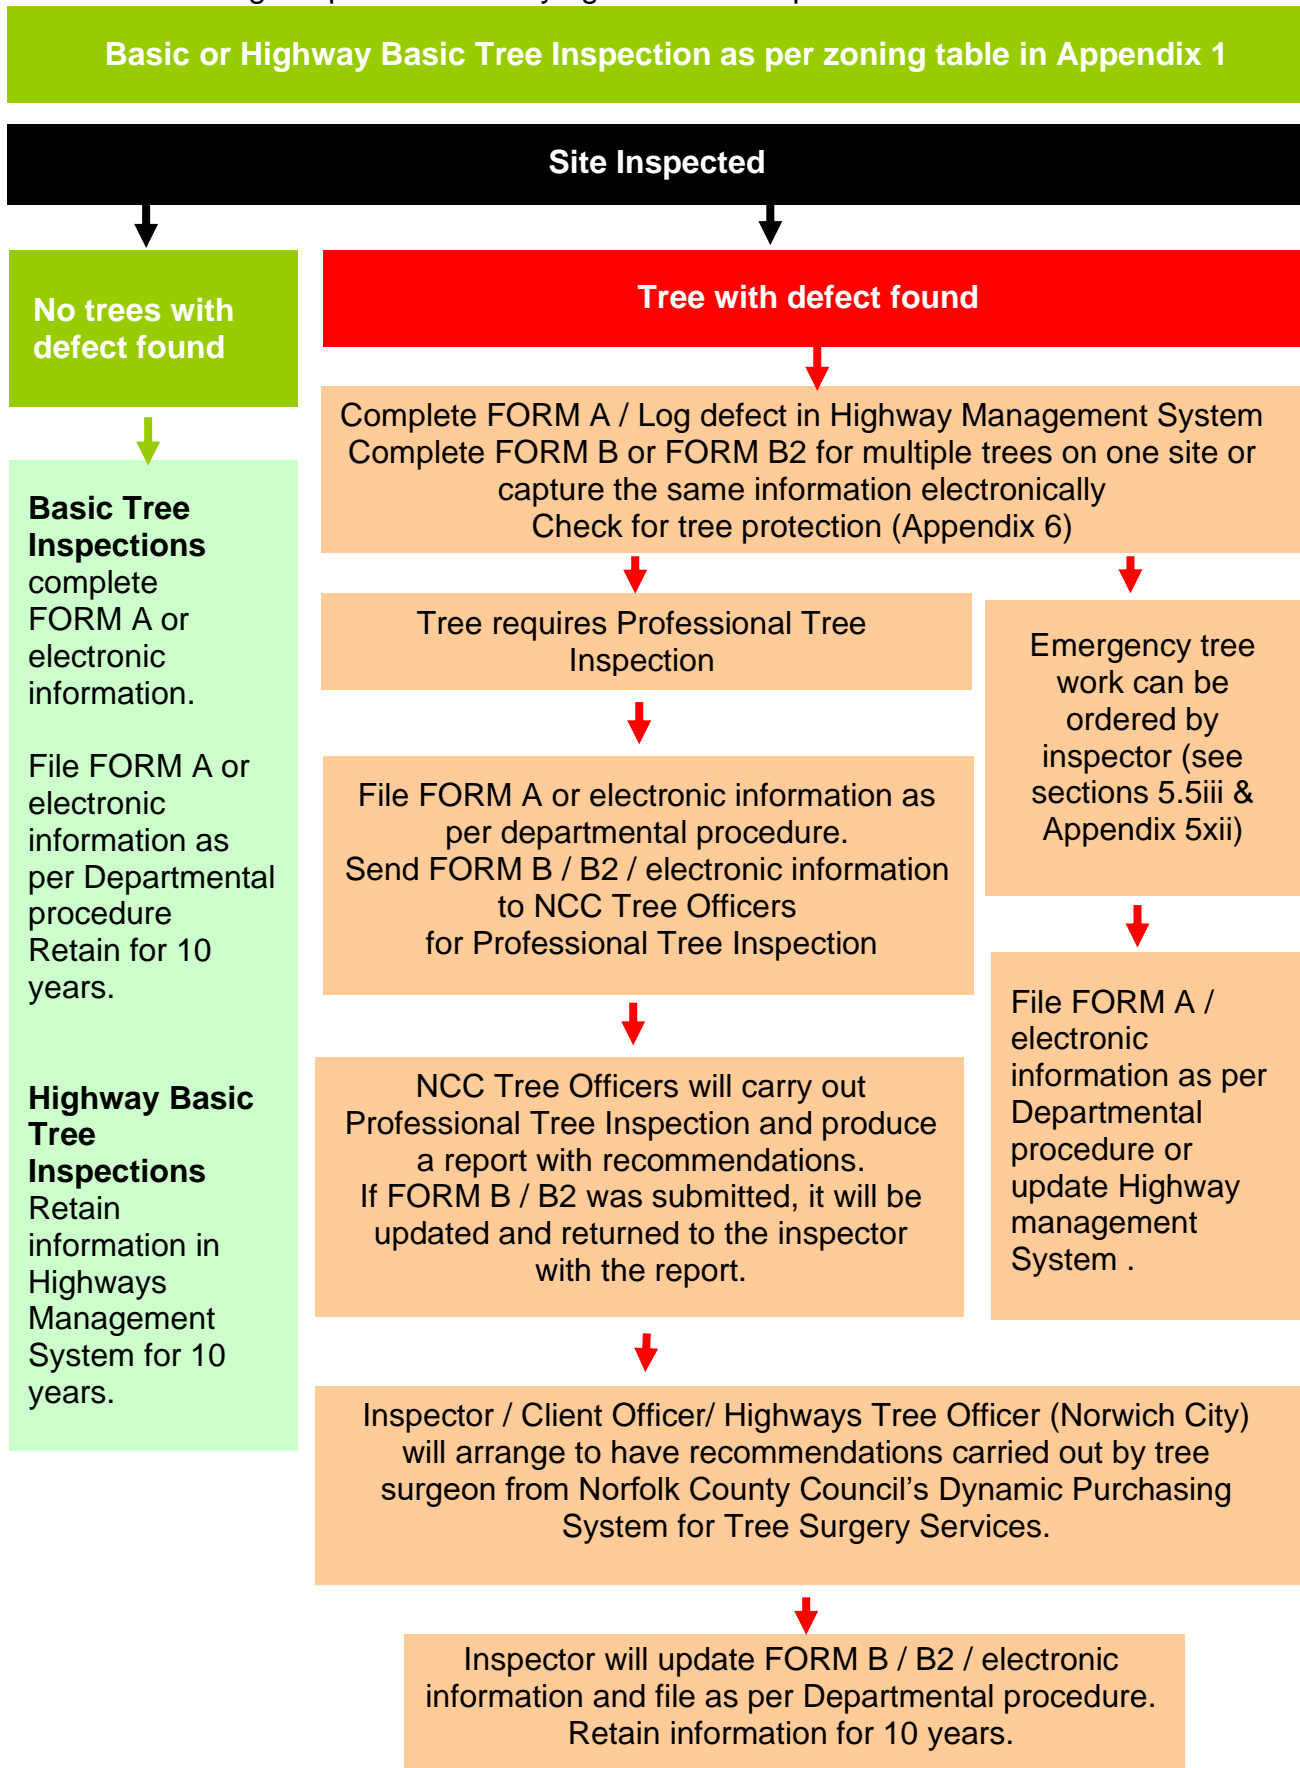 Basic or Highway Basic Tree Inspection as per zoning table in Appendix 1
Site Inspected
No trees with
defect found
Basic Tree
Inspections
complete
FORM A or
electronic
information.
File FORM A or
electronic
information as
per Departmental
procedure
Retain for 10
years.
Highway Basic
Tree
Inspections
Retain
information in
Highways
Management
System for 10
years.
Tree with defect found
Complete FORM A / Log defect in Highway Management System
Complete FORM B or FORM B2 for multiple trees on one site or
capture the same information electronically
Check for tree protection (Appendix 6)
Tree requires Professional Tree
Inspection
File FORM A or electronic information as
per departmental procedure.
Send FORM B / B2 / electronic information
to NCC Tree Officers
for Professional Tree Inspection
NCC Tree Officers will carry out
Professional Tree Inspection and produce
a report with recommendations.
If FORM B / B2 was submitted, it will be
updated and returned to the inspector
with the report.
Emergency tree
work can be
ordered by
inspector (see
sections 5.5iii &
Appendix 5xii)
File FORM A /
electronic
information as per
Departmental
procedure or
update Highway
management
System .
Inspector / Client Officer/ Highways Tree Officer (Norwich City)
will arrange to have recommendations carried out by tree
surgeon from Norfolk County Council’s Dynamic Purchasing
System for Tree Surgery Services.
Inspector will update FORM B / B2 / electronic
information and file as per Departmental procedure.
Retain information for 10 years.